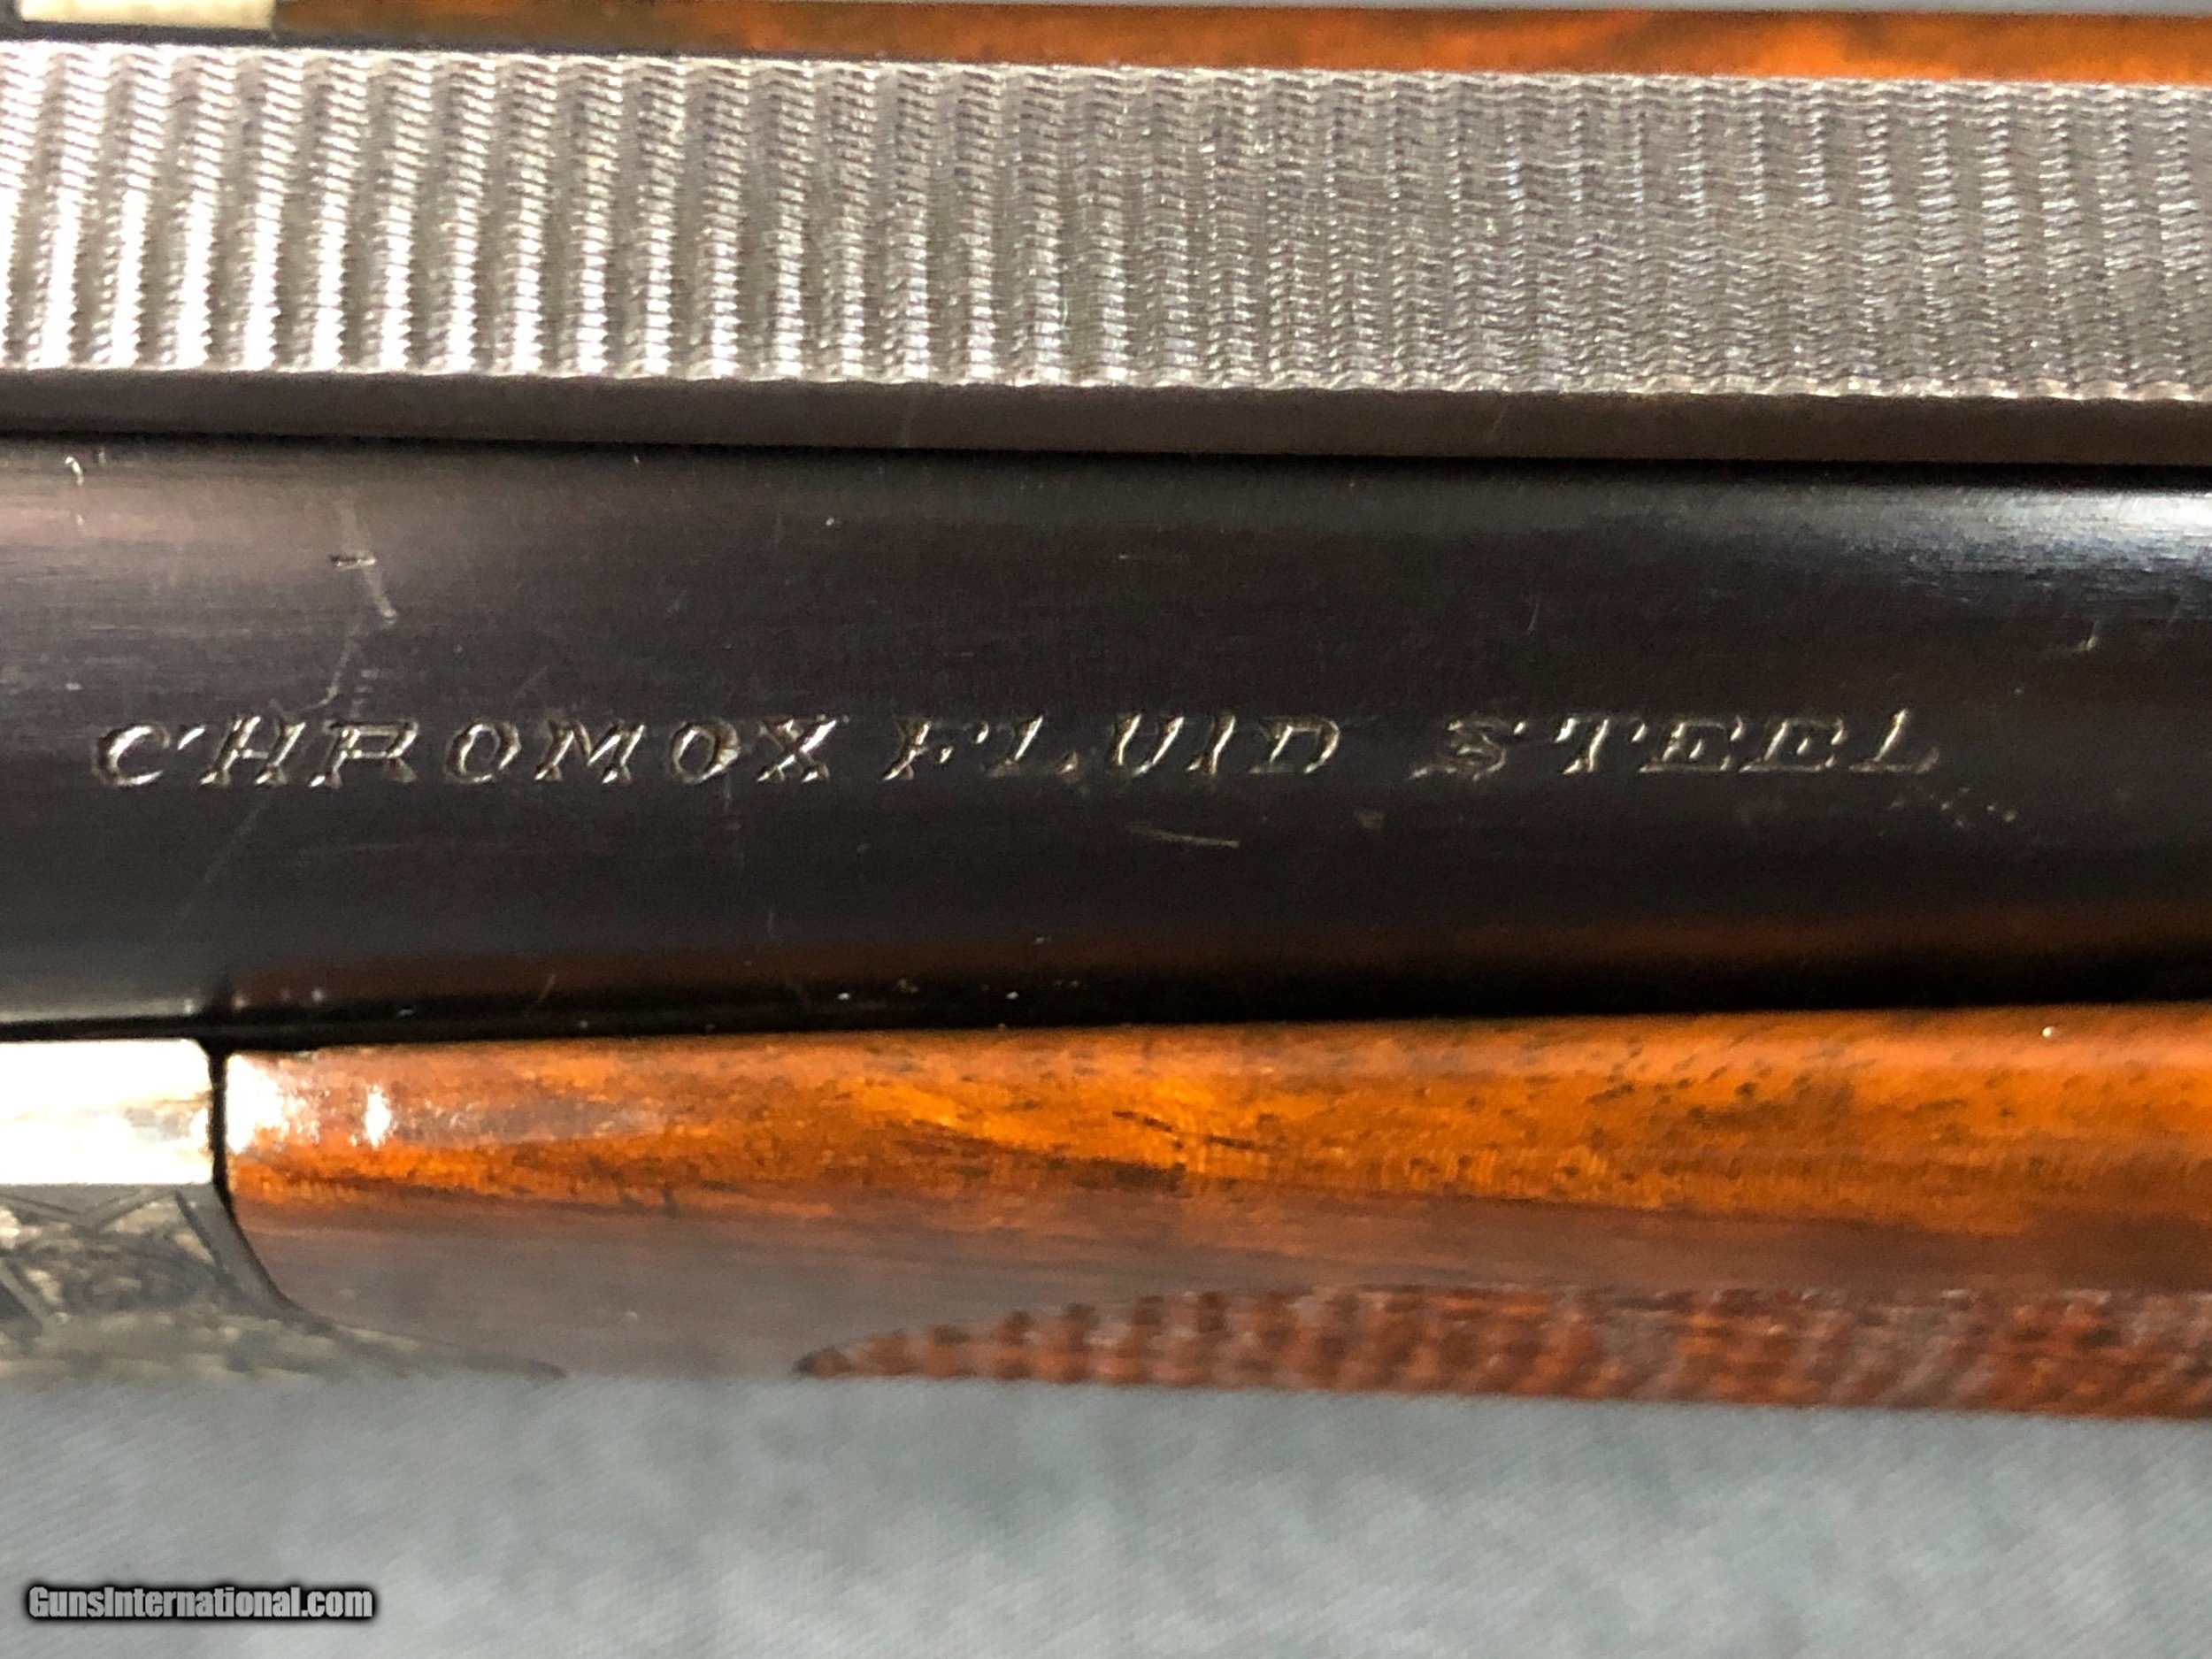 CHROMOX FLUID STEEL
GunsInternational.com